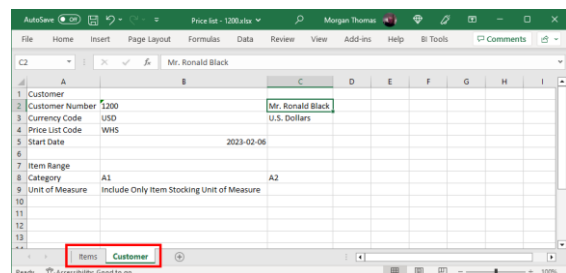 AutoSave Off Price list - 1200.xlsx Morgan Thomas
File Home Insert Page Layout Formulas Data Review View Add-ins Help BI Tools Comments
C2 fx Mr. Ronald Black
A B C D E F G H I
1 Customer
2 Customer Number 1200 Mr. Ronald Black
3 Currency Code USD U.S. Dollars
4 Price List Code WHS
5 Start Date 2023-02-06
6
7 Item Range
8 Category A1 A2
9 Unit of Measure Include Only Item Stocking Unit of Measure
10
11
12
13
Items Customer
Ready Accessibility: Good to go 100%